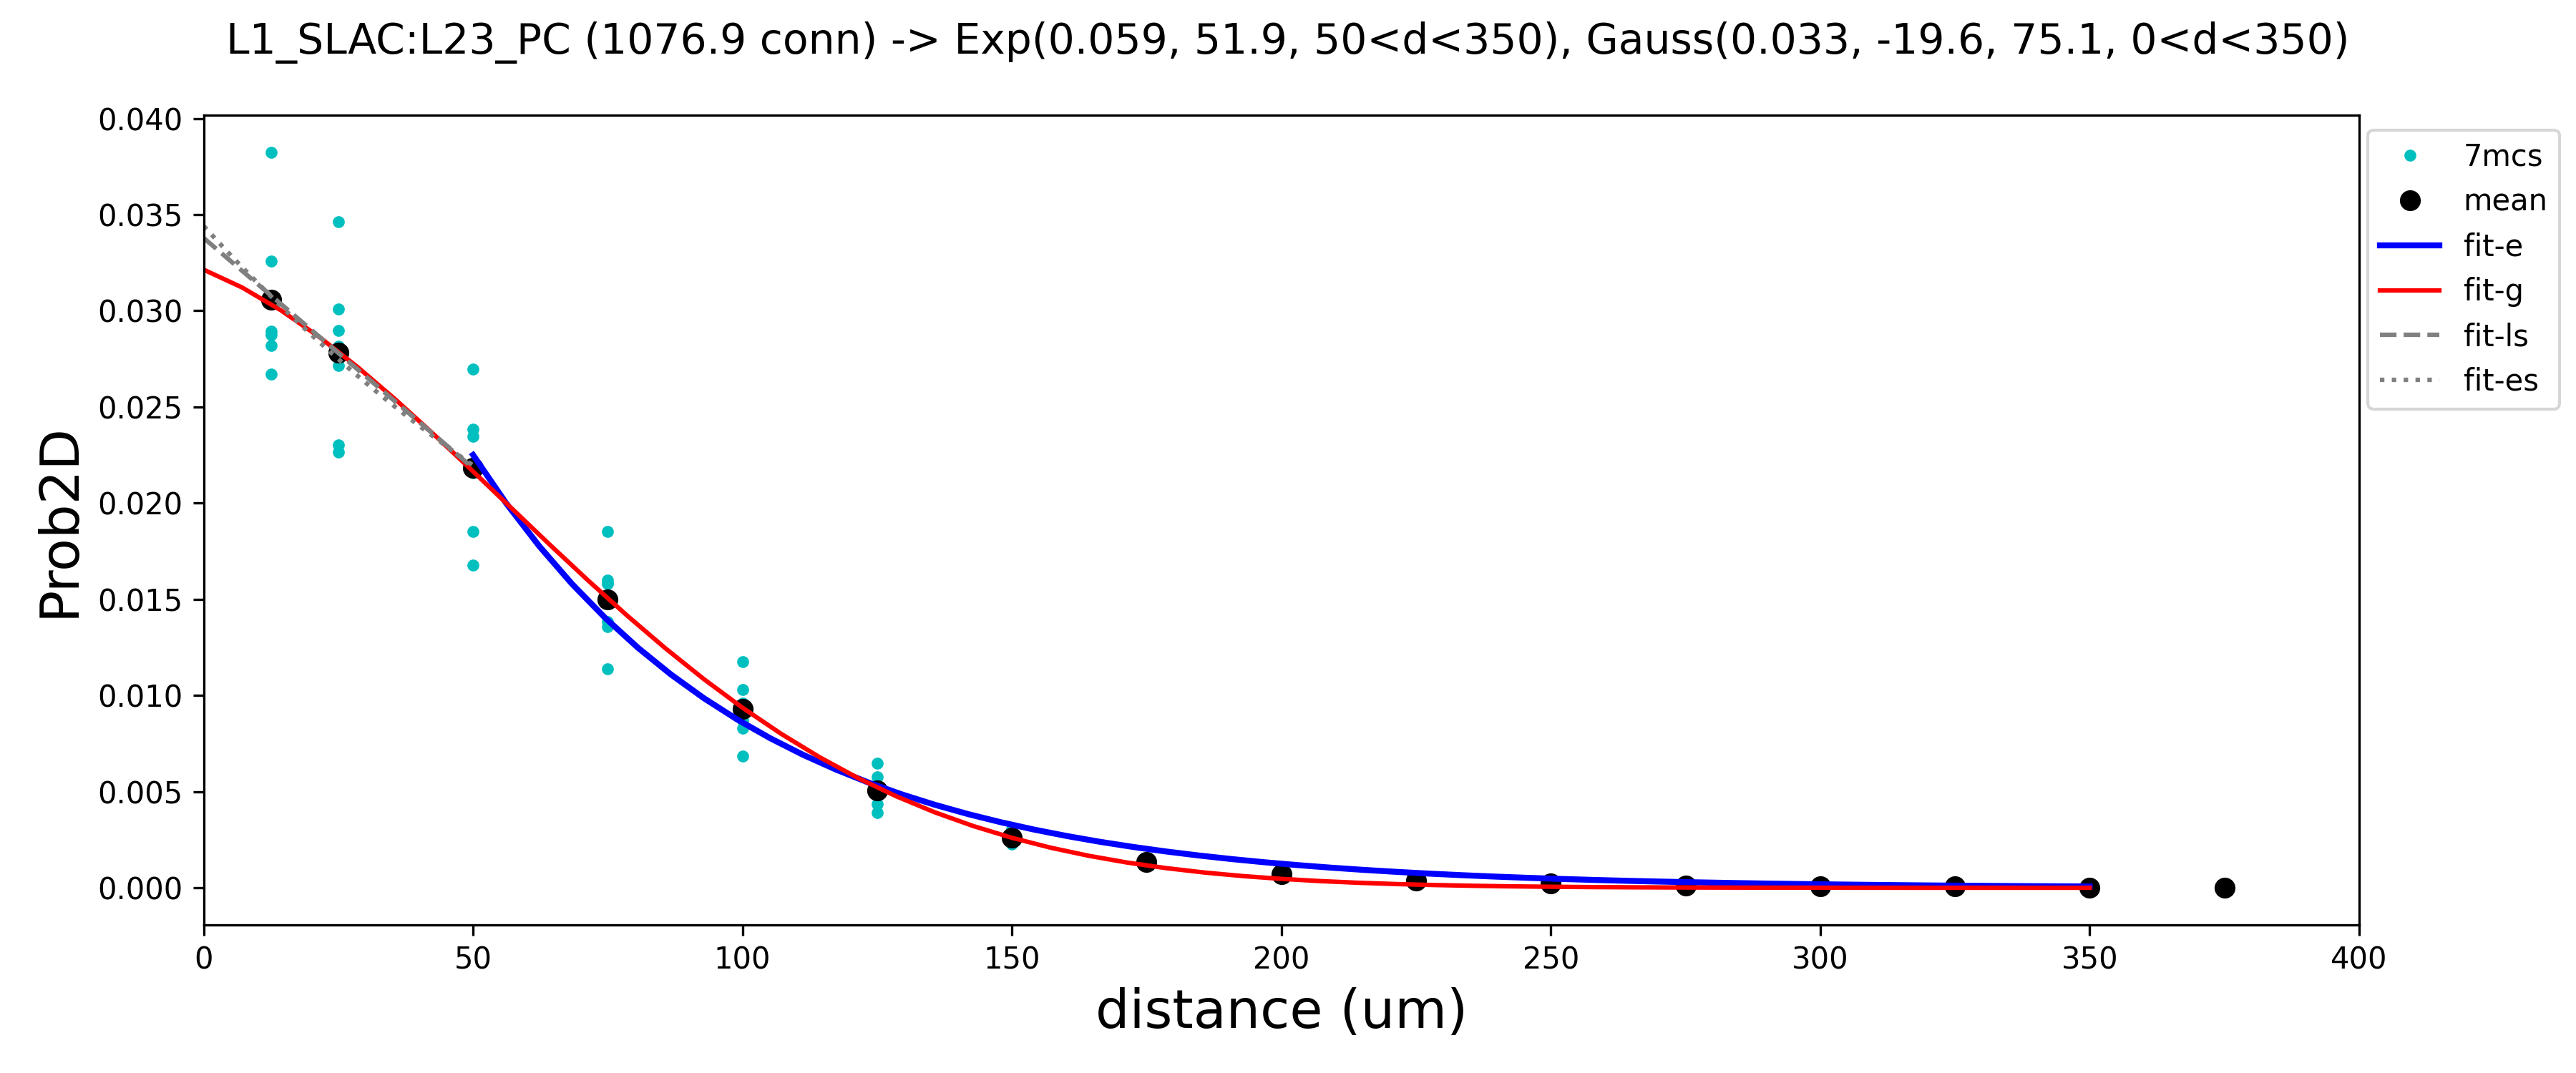 L1_SLAC:L23_PC (1076.9 conn) -> Exp(0.059, 51.9, 50<d<350), Gauss(0.033, -19.6, 75.1, 0<d<350)
0.040
0.035
0.030
0.025
0.020
0.015
0.010
0.005
0.000
Prob2D
0 50 100 150 200 250 300 350 400
distance (um)
7mcs
mean
fit-e
fit-g
fit-ls
fit-es